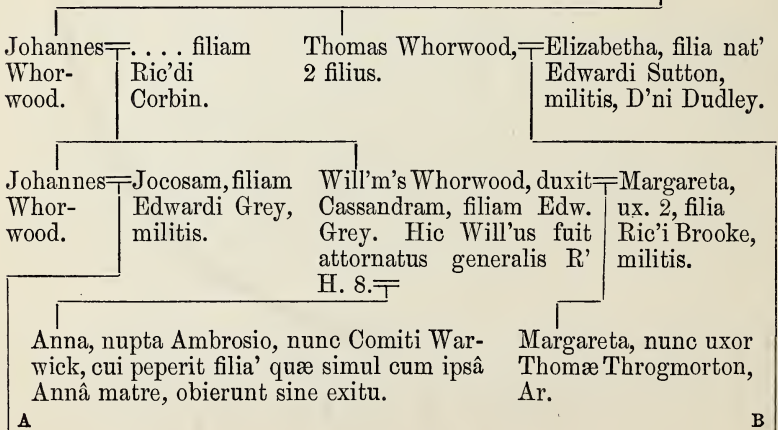 Johannes
Whor-
wood.
. . . . filiam
Ric'di
Corbin.
Thomas Whorwood,
2 filius.
Elizabetha, filia nat'
Edwardi Sutton,
militis, D'ni Dudley.
Johannes
Whor-
wood.
Jocosam, filiam
Edwardi Grey,
militis.
Will'm's Whorwood, duxit
Cassandram, filiam Edw.
Grey. Hic Will'us fuit
attornatus generalis R'
H. 8.
Margareta,
ux. 2, filia
Ric'i Brooke,
militis.
Anna, nupta Ambrosio, nunc Comiti War-
wick, cui peperit filia' quæ simul cum ipsâ
Annâ matre, obierunt sine exitu.
Margareta, nunc uxor
Thomæ Throgmorton,
Ar.
A
B